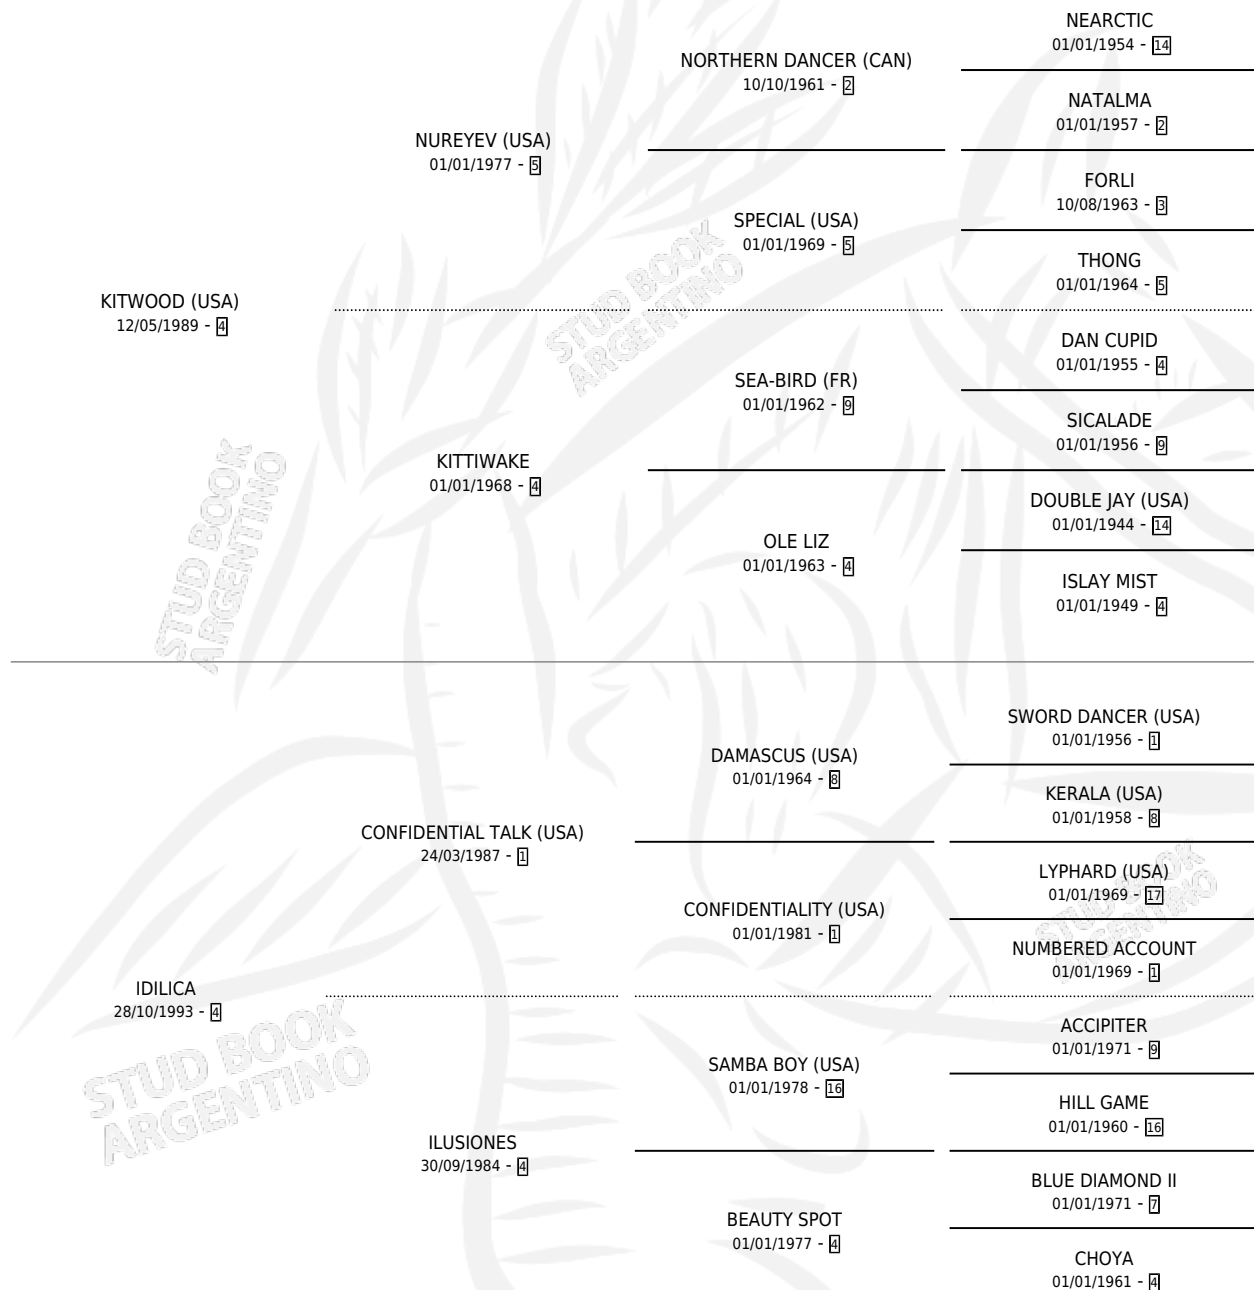 NEARCTIC
01/01/1954 - 14
NORTHERN DANCER (CAN)
10/10/1961 - 2
NATALMA
01/01/1957 - 2
NUREYEV (USA)
01/01/1977 - 5
FORLI
10/08/1963 - 3
SPECIAL (USA)
01/01/1969 - 5
THONG
01/01/1964 - 5
KITWOOD (USA)
12/05/1989 - 4
STUD BOOK
ARGENTINO
DAN CUPID
01/01/1955 - 4
SEA-BIRD (FR)
01/01/1962 - 9
SICALADE
01/01/1956 - 9
KITTIWAKE
01/01/1968 - 4
DOUBLE JAY (USA)
01/01/1944 - 14
OLE LIZ
01/01/1963 - 4
ISLAY MIST
01/01/1949 - 4
STUD BOOK
ARGENTINO
SWORD DANCER (USA)
01/01/1956 - 1
DAMASCUS (USA)
01/01/1964 - 8
KERALA (USA)
01/01/1958 - 8
CONFIDENTIAL TALK (USA)
24/03/1987 - 1
LYPHARD (USA)
01/01/1969 - 17
CONFIDENTIALITY (USA)
01/01/1981 - 1
NUMBERED ACCOUNT
01/01/1969 - 1
STUD BOOK
ARGENTINO
IDILICA
28/10/1993 - 4
ACCIPITER
01/01/1971 - 9
SAMBA BOY (USA)
01/01/1978 - 16
HILL GAME
01/01/1960 - 16
STUD BOOK
ARGENTINO
ILUSIONES
30/09/1984 - 4
BLUE DIAMOND II
01/01/1971 - 7
BEAUTY SPOT
01/01/1977 - 4
CHOYA
01/01/1961 - 4